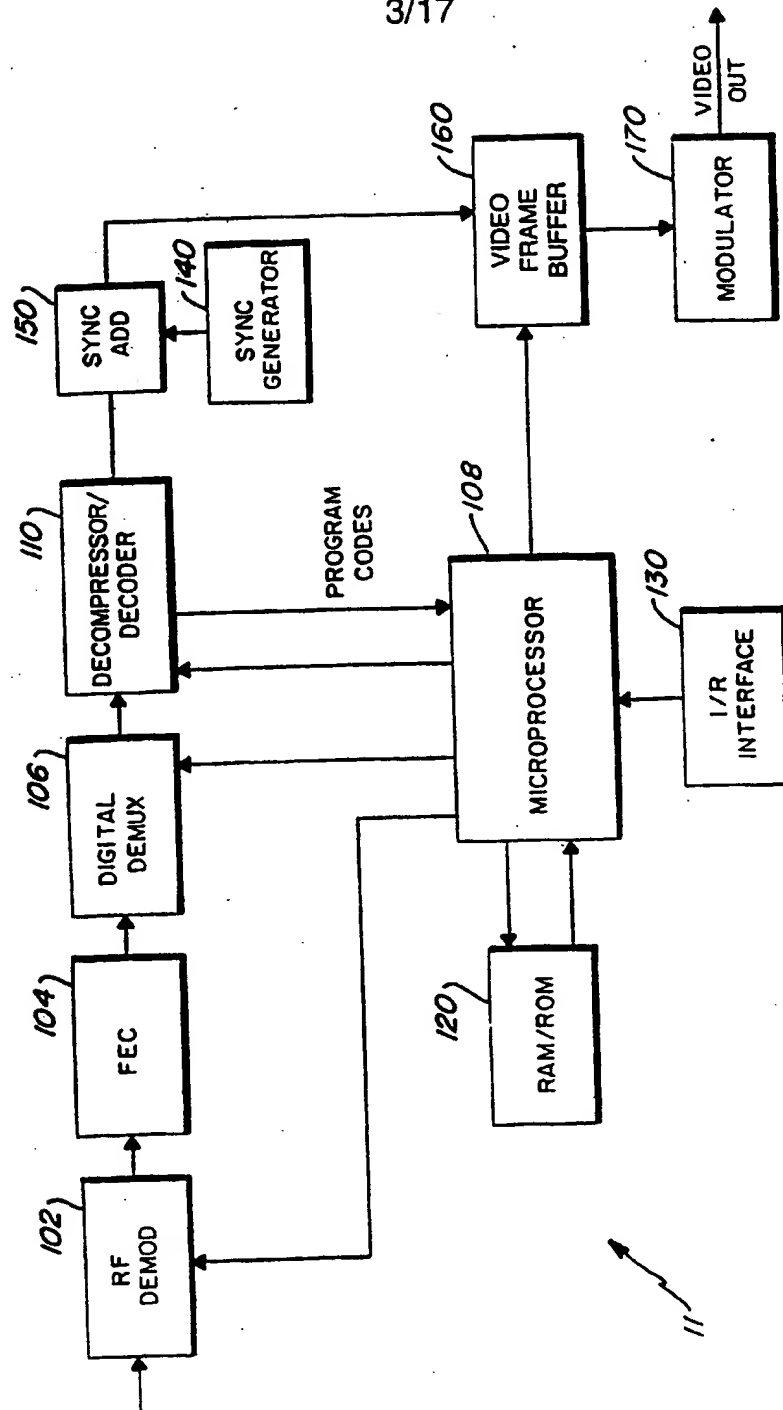 3/17
102
RF
DEMOD
104
FEC
106
DIGITAL
DEMUX
110
DECOMPRESSOR/
DECODER
150
SYNC
ADD
140
SYNC
GENERATOR
PROGRAM
CODES
108
MICROPROCESSOR
120
RAM/ROM
130
I/R
INTERFACE
160
VIDEO
FRAME
BUFFER
170
MODULATOR
VIDEO
OUT
11